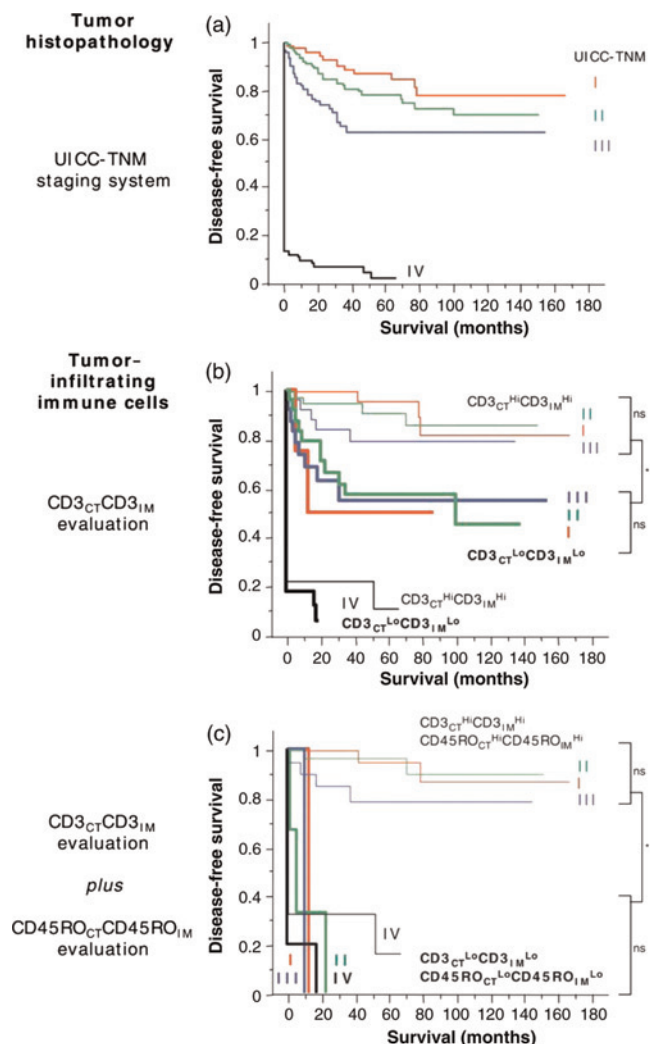 Tumor
histopathology
UICC-TNM
staging system
(a)
Disease-free survival
1
0.8
0.6
0.4
0.2
0
0 20 40 60 80 100 120 140 160 180
Survival (months)
UICC-TNM
I
II
III
IV
Tumor-
infiltrating
immune cells
CD3CTCD3IM
evaluation
(b)
Disease-free survival
1
0.8
0.6
0.4
0.2
0
0 20 40 60 80 100 120 140 160 180
Survival (months)
CD3CTHiCD3IMHi
II
I
III
ns
*
III
II
I
ns
CD3CTLoCD3IMLo
IV
CD3CTHiCD3IMHi
CD3CTLoCD3IMLo
CD3CTCD3IM
evaluation
plus
CD45ROCTCD45ROIM
evaluation
(c)
Disease-free survival
1
0.8
0.6
0.4
0.2
0
0 20 40 60 80 100 120 140 160 180
Survival (months)
CD3CTHiCD3IMHi
CD45ROCTHiCD45ROIMHi
II
I
III
ns
*
ns
IV
CD3CTLoCD3IMLo
CD45ROCTLoCD45ROIMLo
I II
III IV